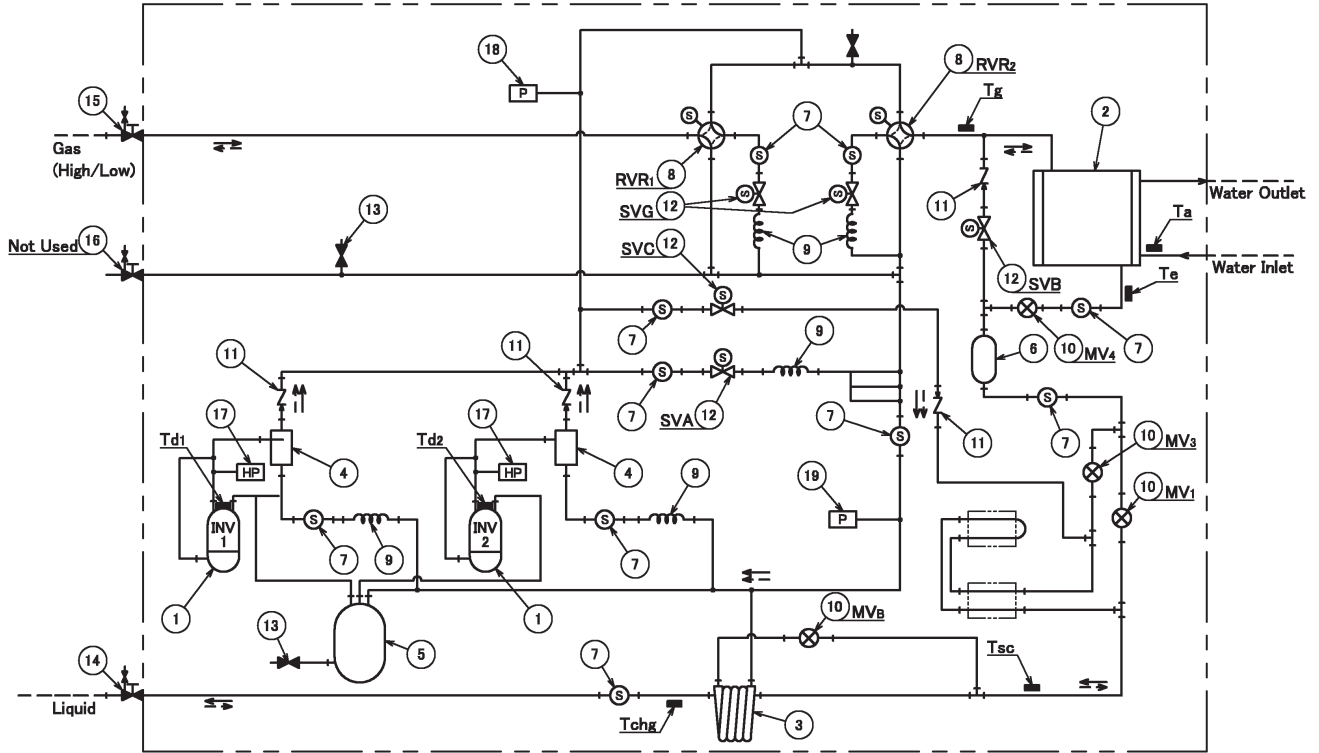 18
P
15
Gas
(High/Low)
S
S
8 RVR2
Tg
2
7
S
S
RVR1 8
SVG 12
S
S
9
11
S
12 SVB
Water Outlet
Ta
Water Inlet
Te
Not Used 16
13
SVC 12
S
S
7
S
10 MV4
S
7
6
11
11
9
S
S
7
SVA 12
7
S
11
S
7
10 MV3
10 MV1
Td1
17
HP
4
Td2
17
HP
4
9
19
P
INV
1
S
7
9
INV
2
S
7
1
1
13
5
10 MVB
Tsc
14
Liquid
7
S
Tchg
3